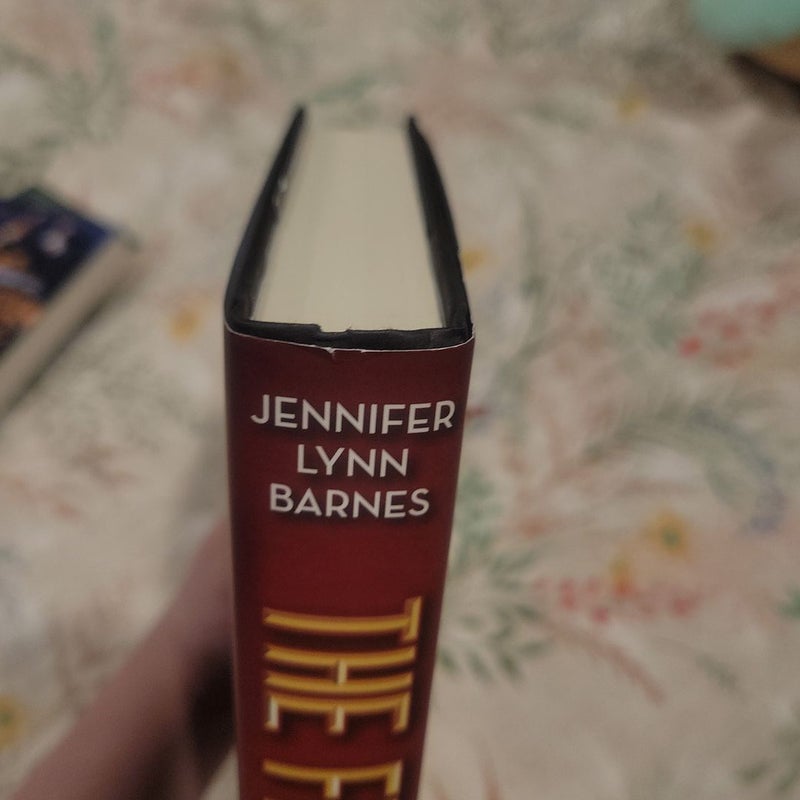 JENNIFER
LYNN
BARNES
THE F